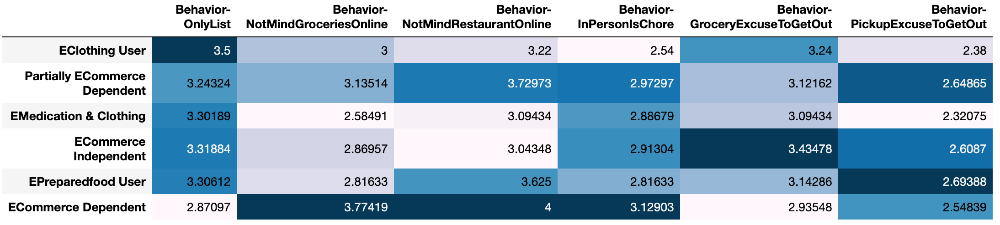 Behavior- Behavior- Behavior- Behavior- Behavior- Behavior-
OnlyList NotMindGroceriesOnline NotMindRestaurantOnline InPersonIsChore GroceryExcuseToGetOut PickupExcuseToGetOut
EClothing User 3.5 3 3.22 2.54 3.24 2.38
Partially ECommerce
Dependent 3.24324 3.13514 3.72973 2.97297 3.12162 2.64865
EMedication & Clothing 3.30189 2.58491 3.09434 2.88679 3.09434 2.32075
ECommerce
Independent 3.31884 2.86957 3.04348 2.91304 3.43478 2.6087
EPreparedfood User 3.30612 2.81633 3.625 2.81633 3.14286 2.69388
ECommerce Dependent 2.87097 3.77419 4 3.12903 2.93548 2.54839